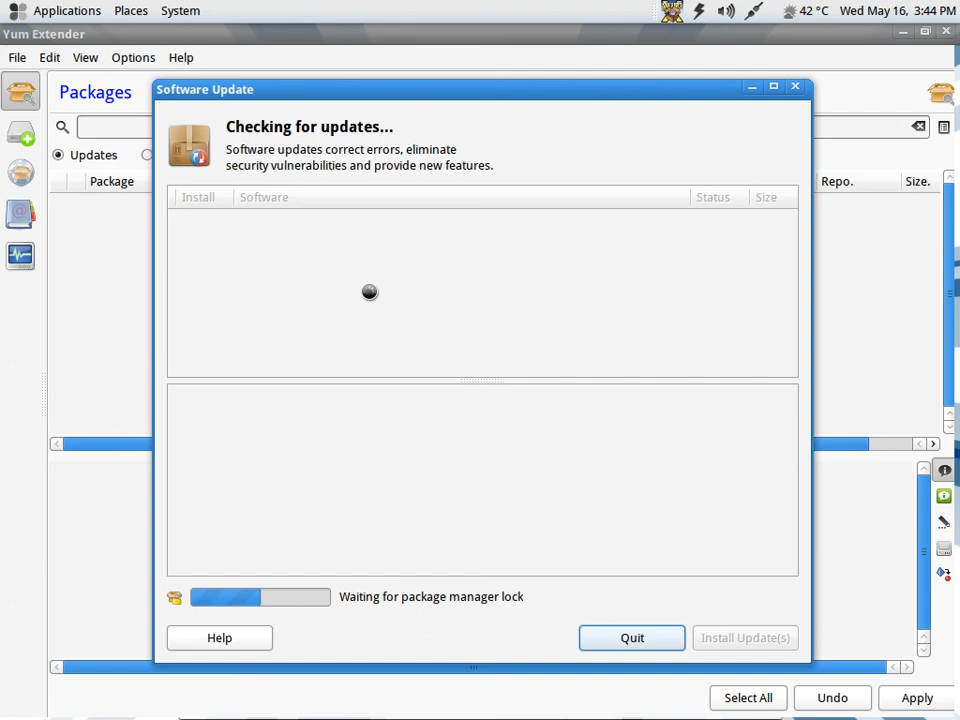 Applications Places System 42 °C Wed May 16, 3:44 PM
Yum Extender
File Edit View Options Help
Packages
Software Update
Checking for updates...
Software updates correct errors, eliminate
security vulnerabilities and provide new features.
Updates
Package Repo. Size.
Install Software Status Size
Waiting for package manager lock
Help Quit Install Update(s)
Select All Undo Apply